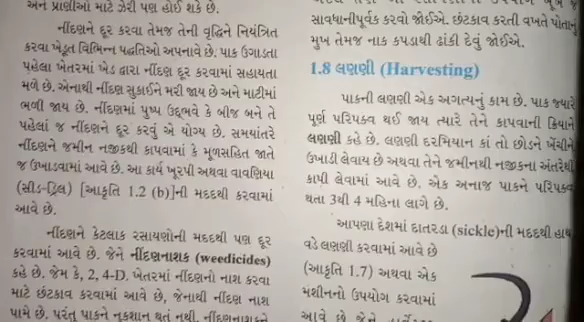 અને પ્રાણીઓ માટે ઝેરી પણ હોઈ શકે છે.
નીંદણને દૂર કરવા તેમજ તેની વૃદ્ધિને નિયંત્રિત
કરવા ખેડૂત વિભિન્ન પદ્ધતિઓ અપનાવે છે. પાક ઉગાડતા
પહેલા ખેતરમાં ખેડ દ્વારા નીંદણ દૂર કરવામાં સહાયતા
મળે છે. એનાથી નીંદણ સુકાઈને મરી જાય છે અને માટીમાં
ભળી જાય છે. નીંદણમાં પુષ્પ ઉદ્ભવે કે બીજ બને તે
પહેલાં જ નીંદણને દૂર કરવું એ યોગ્ય છે. સમયાંતરે
નીંદણને જમીન નજીકથી કાપવામાં કે મૂળસહિત જાતે
જ ઉખાડવામાં આવે છે. આ કાર્ય ખૂરપી અથવા વાવણિયા
(સીડ-ડ્રિલ) [આકૃતિ 1.2 (b)]ની મદદથી કરવામાં
આવે છે.
નીંદણને કેટલાક રસાયણોની મદદથી પણ દૂર
કરવામાં આવે છે. જેને નીંદણનાશક (weedicides)
કહે છે. જેમ કે, 2, 4-D. ખેતરમાં નીંદણનો નાશ કરવા
માટે છંટકાવ કરવામાં આવે છે, જેનાથી નીંદણ નાશ
પામે છે. પરંતુ પાકને નુકશાન થતું નથી. નીંદણનાશકને
સાવધાનીપૂર્વક કરવો જોઈએ. છંટકાવ કરતી વખતે પોતાનું
મુખ તેમજ નાક કપડાથી ઢાંકી દેવું જોઈએ.
1.8 લણણી (Harvesting)
પાકની લણણી એક અગત્યનું કામ છે. પાક જ્યારે
પૂર્ણ પરિપક્વ થઈ જાય ત્યારે તેને કાપવાની ક્રિયાને
લણણી કહે છે. લણણી દરમિયાન કાં તો છોડને ખેંચીને
ઉખાડી લેવાય છે અથવા તેને જમીનથી નજીકના અંતરેથી
કાપી લેવામાં આવે છે. એક અનાજ પાકને પરિપક્વ
થતા 3થી 4 મહિના લાગે છે.
આપણા દેશમાં દાતરડા (sickle)ની મદદથી હાથ
વડે લણણી કરવામાં આવે છે
(આકૃતિ 1.7) અથવા એક
મશીનનો ઉપયોગ કરવામાં
આવે છે જેને